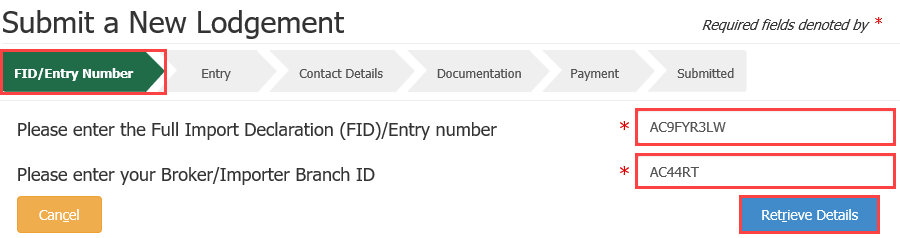 Submit a New Lodgement
Required fields denoted by *
FID/Entry Number Entry Contact Details Documentation Payment Submitted
Please enter the Full Import Declaration (FID)/Entry number * AC9FYR3LW
Please enter your Broker/Importer Branch ID * AC44RT
Cancel Retrieve Details